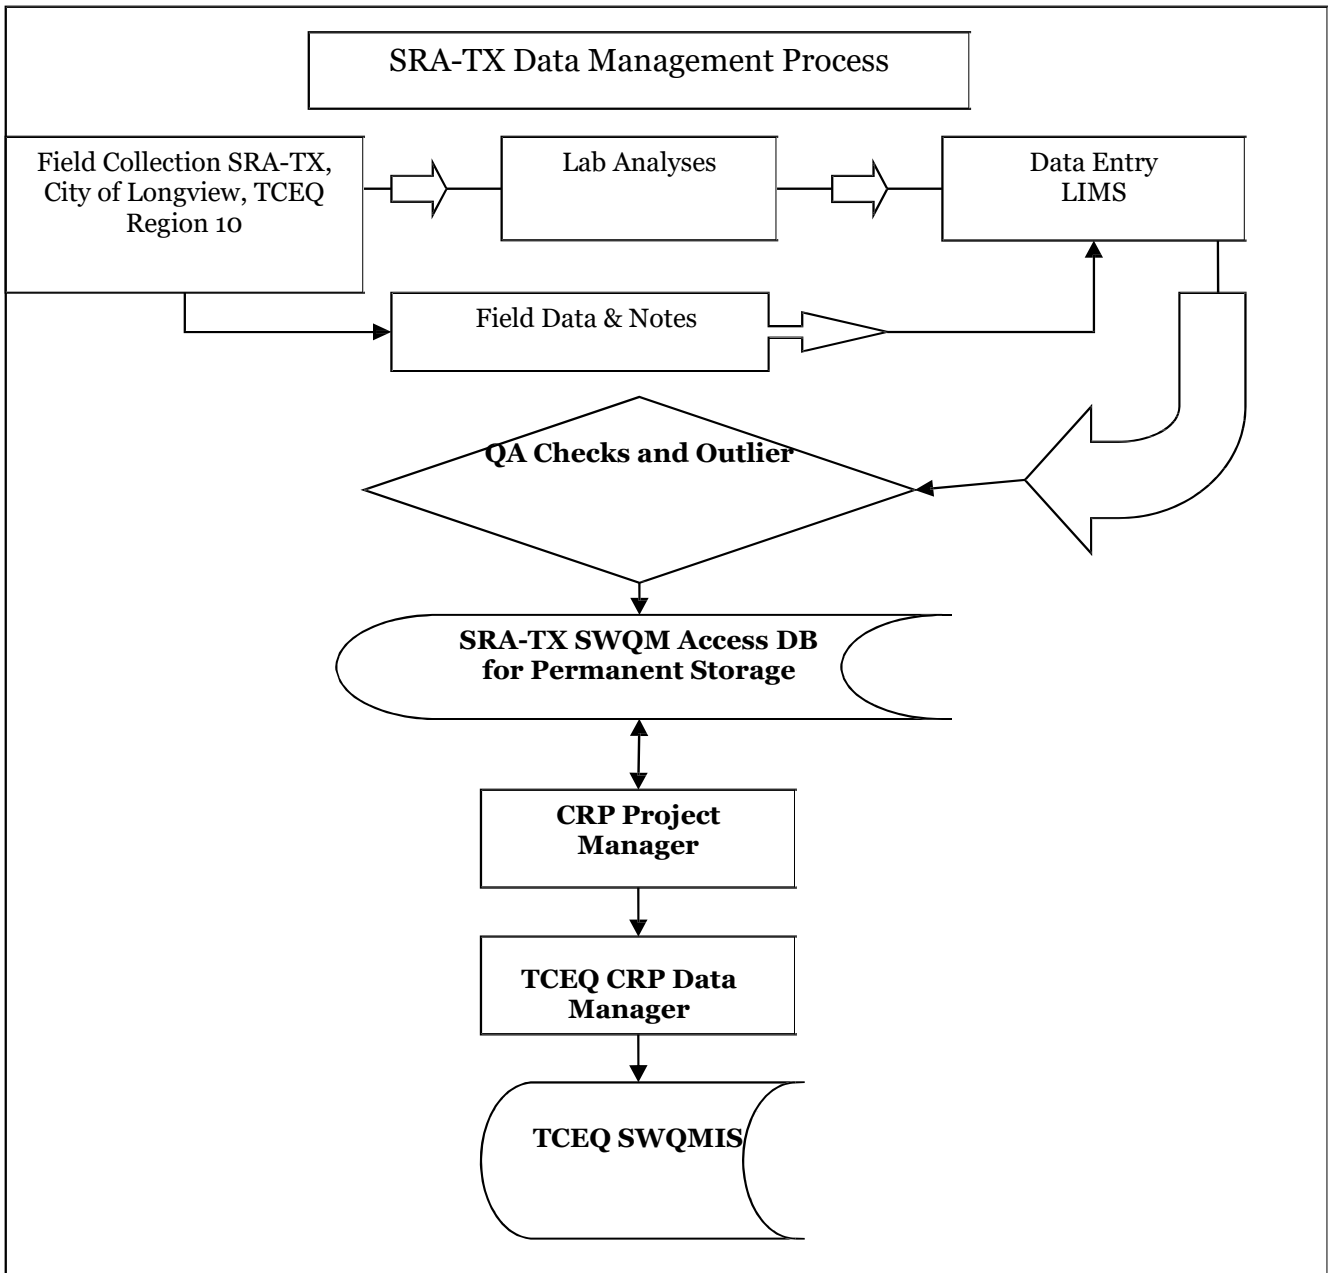 SRA-TX Data Management Process
Field Collection SRA-TX,
City of Longview, TCEQ
Region 10
Lab Analyses
Data Entry
LIMS
Field Data & Notes
QA Checks and Outlier
SRA-TX SWQM Access DB
for Permanent Storage
CRP Project
Manager
TCEQ CRP Data
Manager
TCEQ SWQMIS